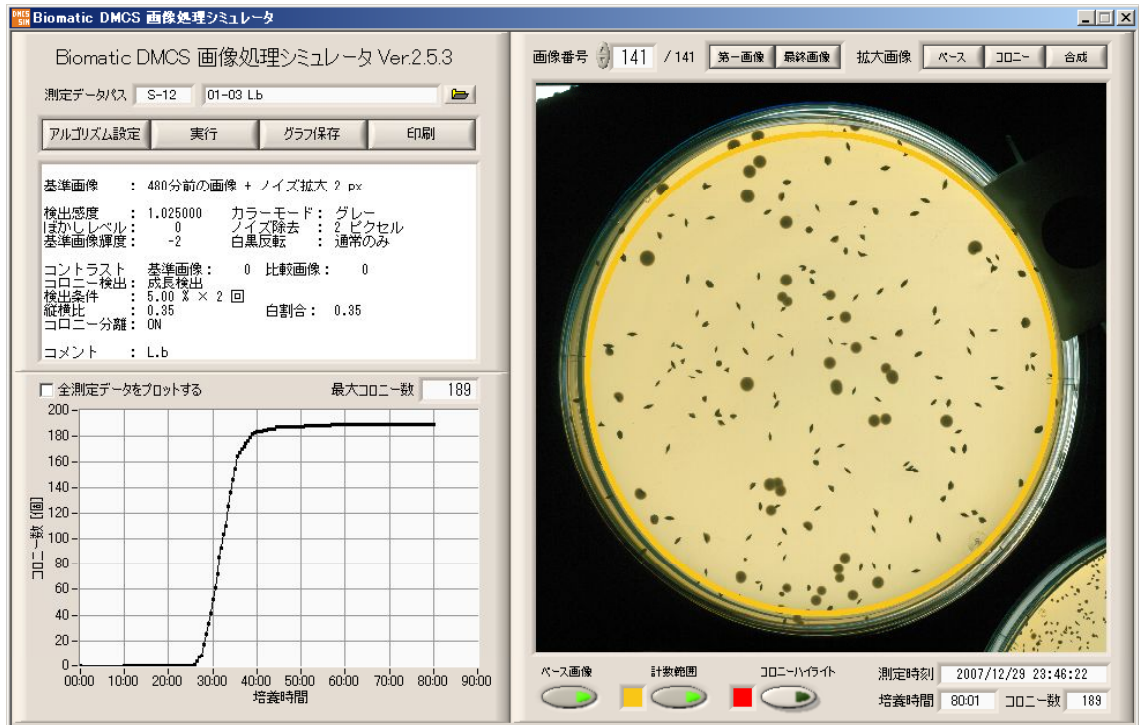 DMCS SIM Biomatic DMCS 画像処理シミュレータ
Biomatic DMCS 画像処理シミュレータ Ver.2.5.3
測定データパス S-12 01-03 Lb
アルゴリズム設定 実行 グラフ保存 印刷
基準画像 : 480分前の画像 + ノイズ拡大 2 px
検出感度 : 1.025000 カラーモード : グレー
ぼかしレベル : 0 ノイズ除去 : 2 ピクセル
基準画像輝度 : -2 白黒反転 : 通常のみ
コントラスト 基準画像 : 0 比較画像 : 0
コロニー検出 : 成長検出
検出条件 : 5.00 % × 2 回
縦横比 : 0.35 白割合 : 0.35
コロニー分離 : ON
コメント : L.b
全測定データをプロットする 最大コロニー数 189
コロニー数 [個]
200
180
160
140
120
100
80
60
40
20
0
00:00 10:00 20:00 30:00 40:00 50:00 60:00 70:00 80:00 90:00
培養時間
画像番号 141 / 141 第一画像 最終画像 拡大画像 ベース コロニー 合成
ベース画像 計数範囲 コロニーハイライト 測定時刻 2007/12/29 23:46:22
培養時間 80:01 コロニー数 189